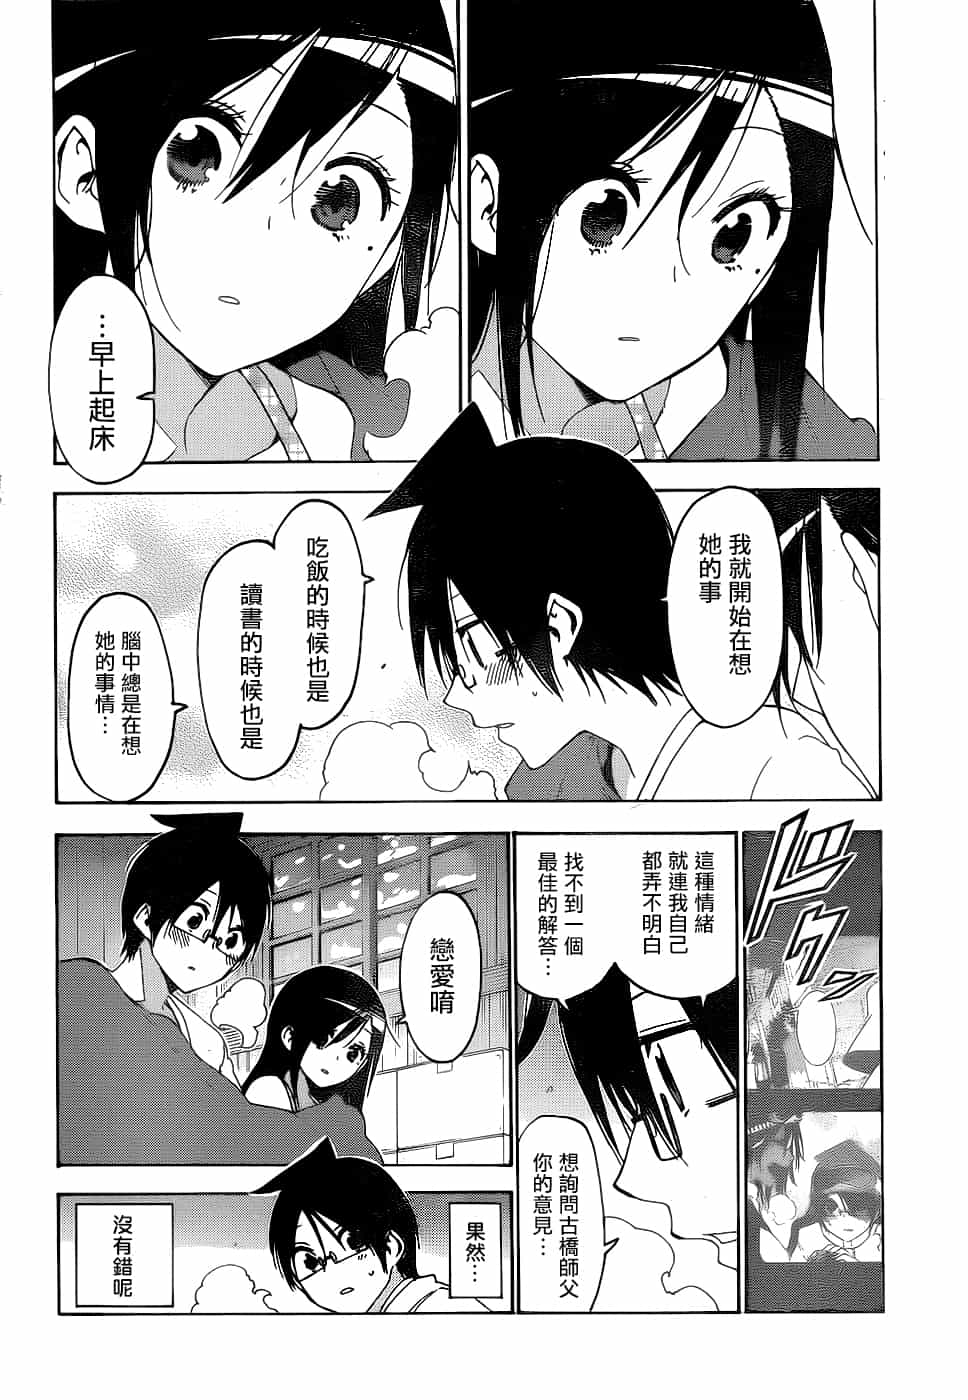 …早上起床
我就開始在想
她的事
吃飯的時候也是
讀書的時候也是
腦中總是在想
她的事情…
ドクン
這種情緒
就連我自己
都弄不明白
找不到一個
最佳的解答…
想詢問古橋師父
你的意見…
戀愛唷
果然…
沒有錯呢